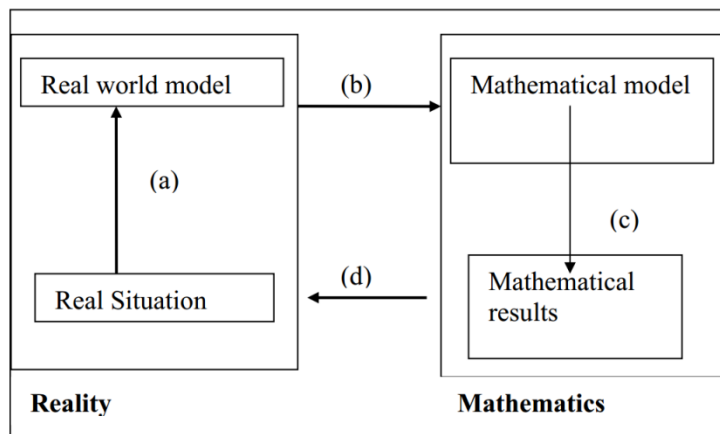 Real world model
(b)
Mathematical model
(a)
(c)
Real Situation
(d)
Mathematical
results
Reality
Mathematics